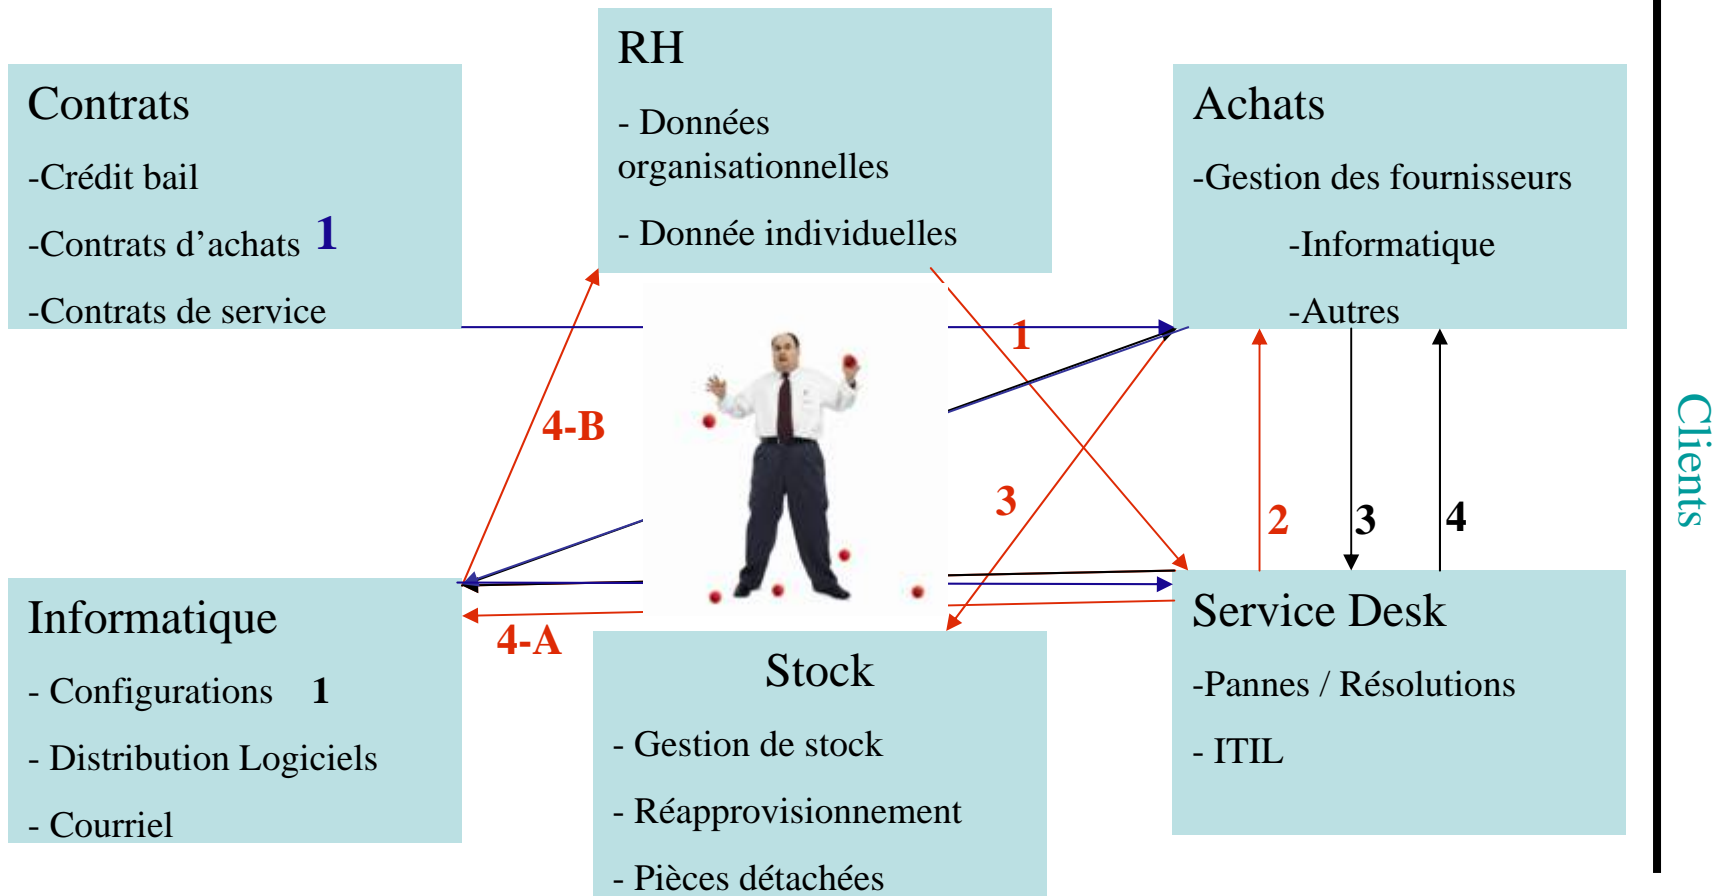 Contrats
-Crédit bail
-Contrats d’achats 1
-Contrats de service
RH
- Données
organisationnelles
- Donnée individuelles
Achats
-Gestion des fournisseurs
-Informatique
-Autres
1
4-B
3
2
3
4
4-A
Informatique
- Configurations 1
- Distribution Logiciels
- Courriel
Stock
- Gestion de stock
- Réapprovisionnement
- Pièces détachées
Service Desk
-Pannes / Résolutions
- ITIL
Clients